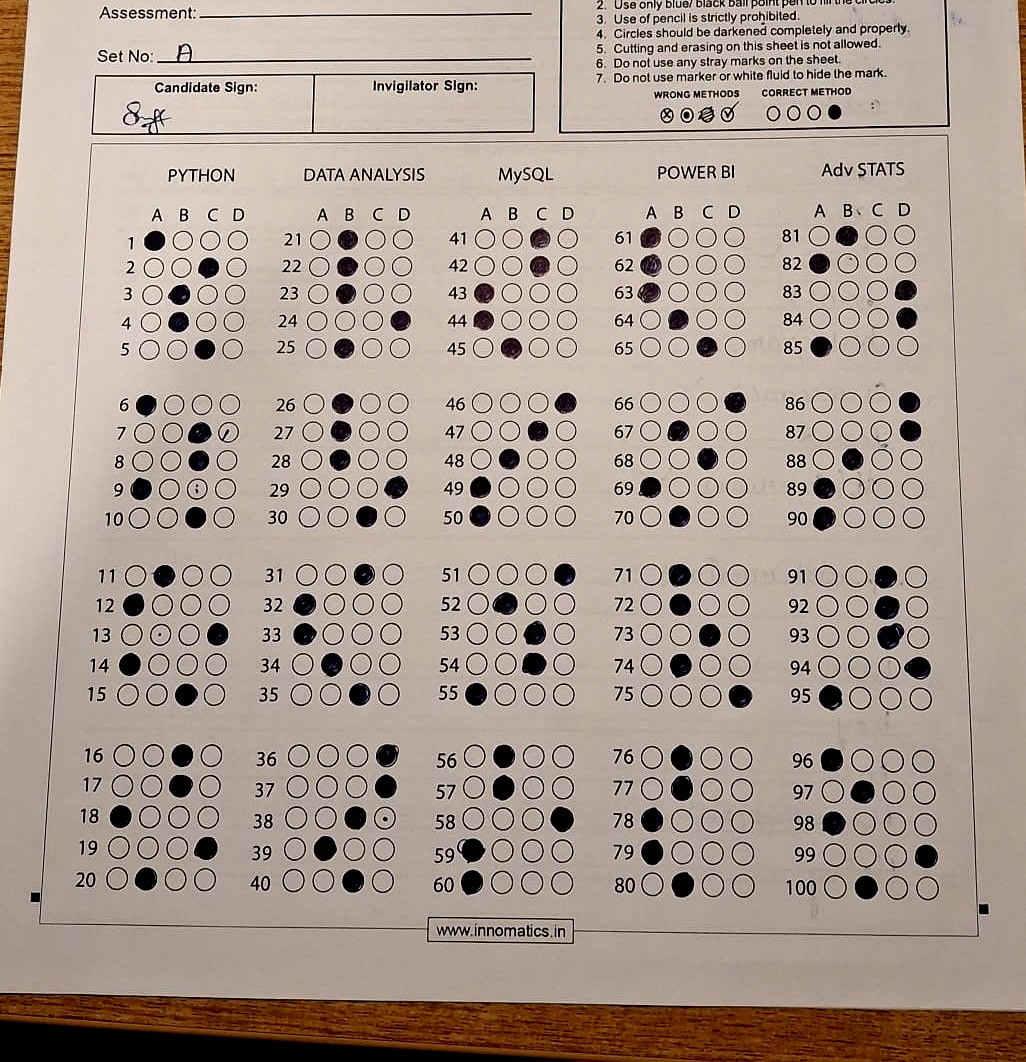 Assessment:
Set No: A
Candidate Sign:
Invigilator Sign:
2. Use only blue/ black ball point pen to fill the circles.
3. Use of pencil is strictly prohibited.
4. Circles should be darkened completely and properly.
5. Cutting and erasing on this sheet is not allowed.
6. Do not use any stray marks on the sheet.
7. Do not use marker or white fluid to hide the mark.
WRONG METHODS CORRECT METHOD
PYTHON DATA ANALYSIS MySQL POWER BI Adv STATS
A B C D A B C D A B C D A B C D A B C D
1 21 41 61 81
2 22 42 62 82
3 23 43 63 83
4 24 44 64 84
5 25 45 65 85
6 26 46 66 86
7 27 47 67 87
8 28 48 68 88
9 29 49 69 89
10 30 50 70 90
11 31 51 71 91
12 32 52 72 92
13 33 53 73 93
14 34 54 74 94
15 35 55 75 95
16 36 56 76 96
17 37 57 77 97
18 38 58 78 98
19 39 59 79 99
20 40 60 80 100
www.innomatics.in